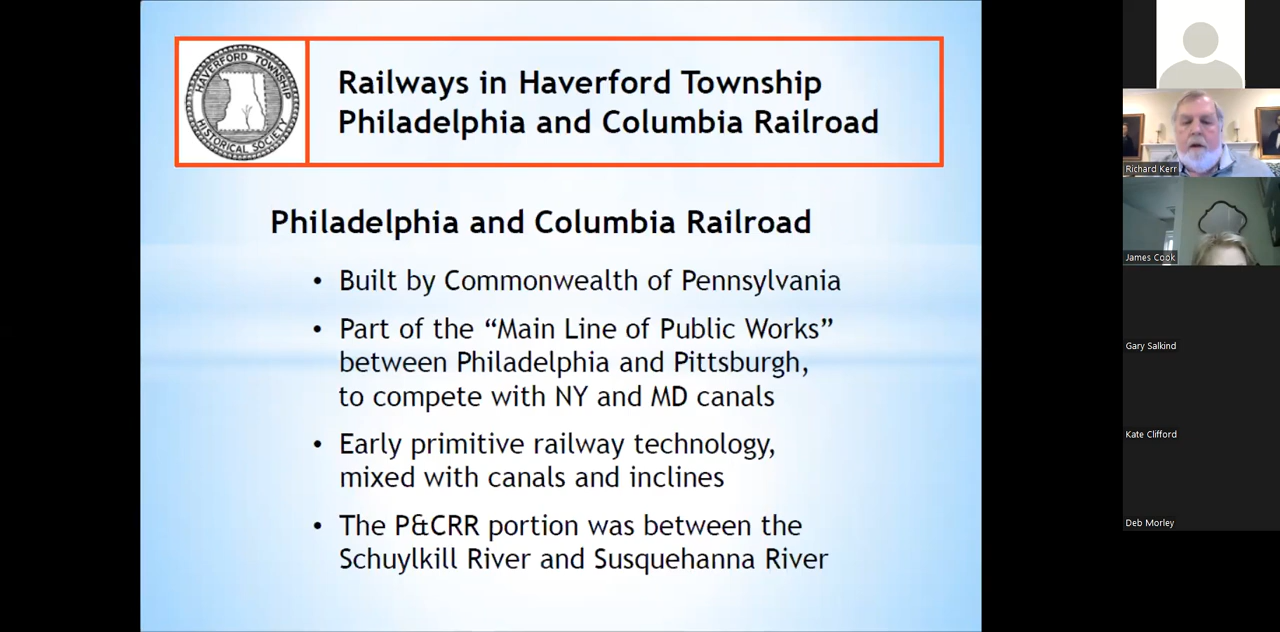 HAVERFORD TOWNSHIP
HISTORICAL SOCIETY
Railways in Haverford Township
Philadelphia and Columbia Railroad
Philadelphia and Columbia Railroad
• Built by Commonwealth of Pennsylvania
• Part of the “Main Line of Public Works”
between Philadelphia and Pittsburgh,
to compete with NY and MD canals
• Early primitive railway technology,
mixed with canals and inclines
• The P&CRR portion was between the
Schuylkill River and Susquehanna River
Richard Kerr
James Cook
Gary Salkind
Kate Clifford
Deb Morley